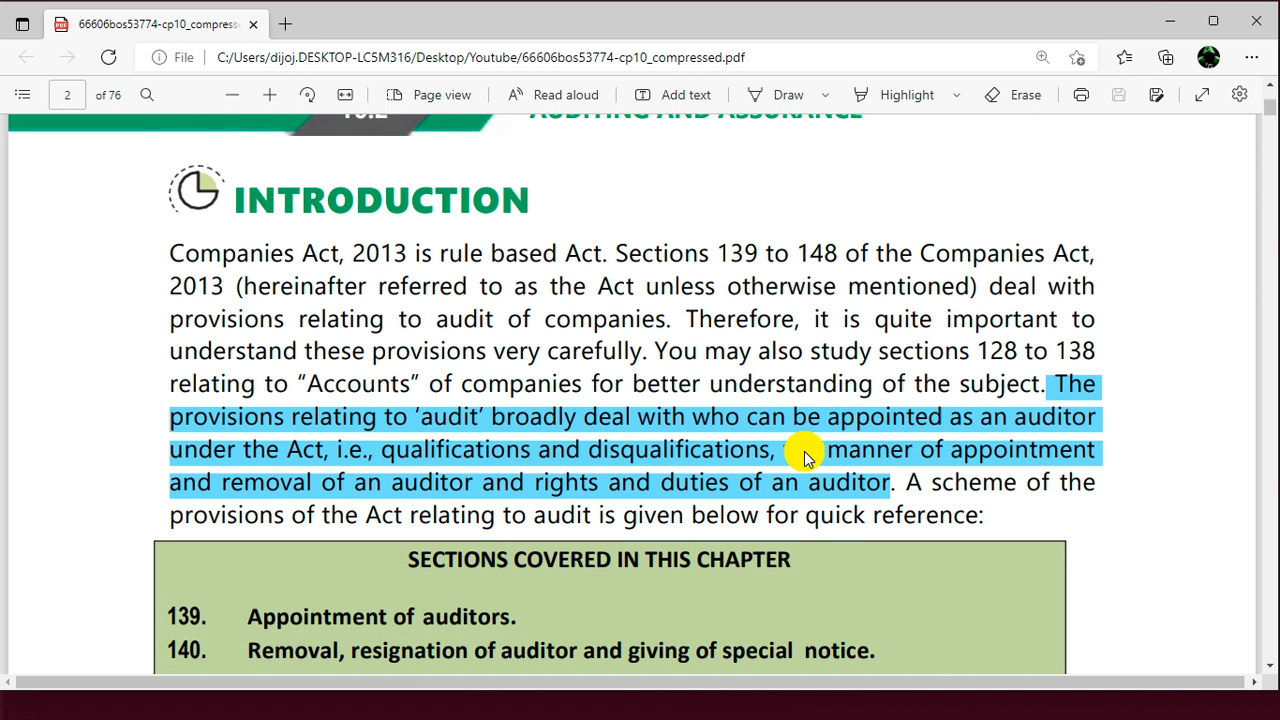 66606bos53774-cp10_compresse
File
C:/Users/dijoj.DESKTOP-LC5M316/Desktop/Youtube/66606bos53774-cp10_compressed.pdf
2 of 76
Page view
Read aloud
Add text
Draw
Highlight
Erase
10.2
AUDITING AND ASSURANCE
INTRODUCTION
Companies Act, 2013 is rule based Act. Sections 139 to 148 of the Companies Act,
2013 (hereinafter referred to as the Act unless otherwise mentioned) deal with
provisions relating to audit of companies. Therefore, it is quite important to
understand these provisions very carefully. You may also study sections 128 to 138
relating to “Accounts” of companies for better understanding of the subject. The
provisions relating to ‘audit’ broadly deal with who can be appointed as an auditor
under the Act, i.e., qualifications and disqualifications, manner of appointment
and removal of an auditor and rights and duties of an auditor. A scheme of the
provisions of the Act relating to audit is given below for quick reference:
SECTIONS COVERED IN THIS CHAPTER
139. Appointment of auditors.
140. Removal, resignation of auditor and giving of special notice.